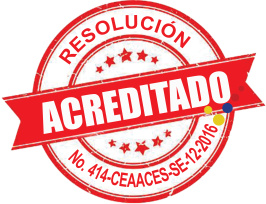 RESOLUCIÓN
ACREDITADO
No. 414-CEAACES-SE-12-2016